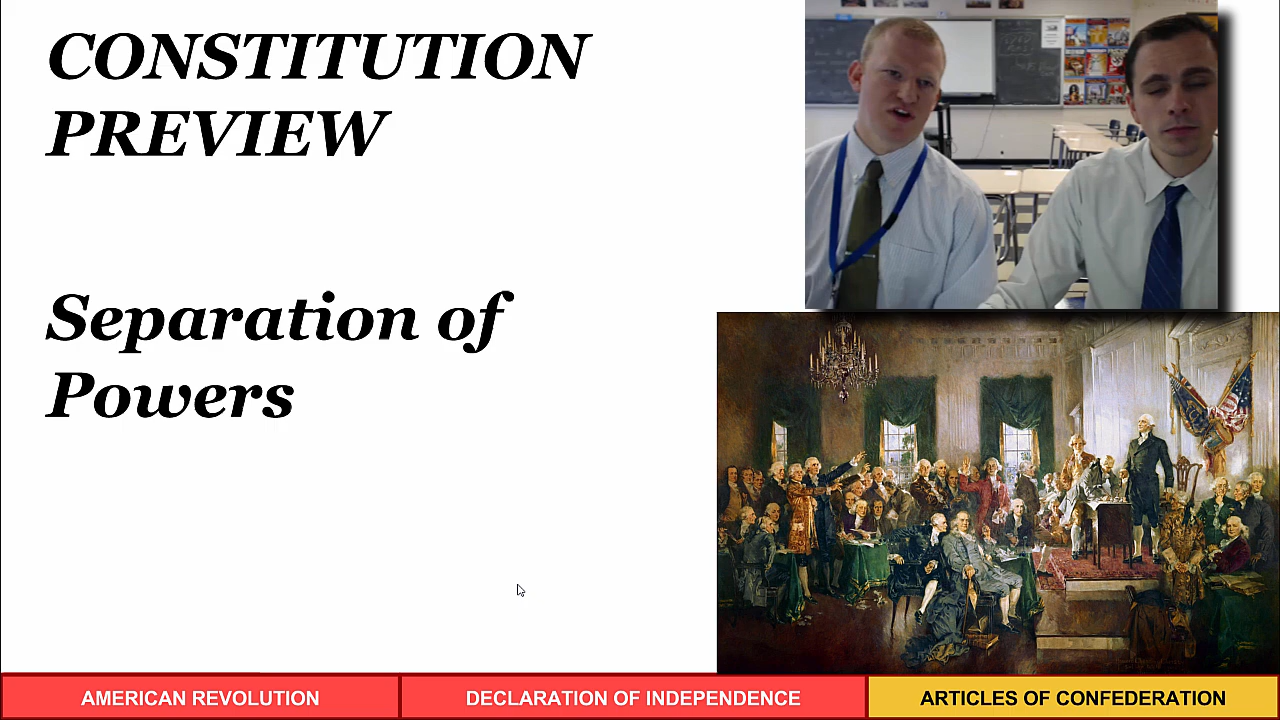 CONSTITUTION
PREVIEW
Separation of
Powers
AMERICAN REVOLUTION
DECLARATION OF INDEPENDENCE
ARTICLES OF CONFEDERATION